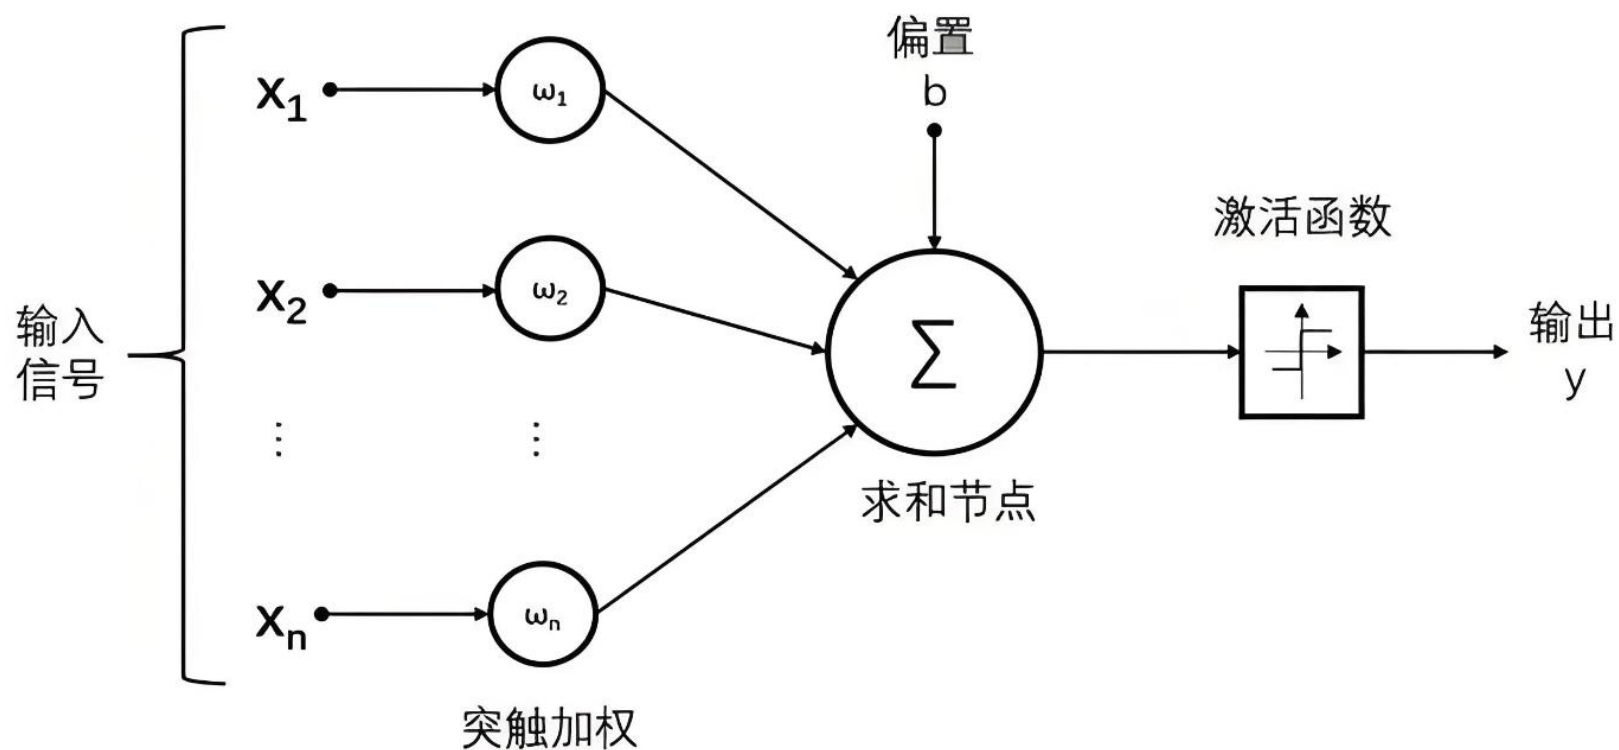 输入
信号
x₁
x₂
⋮
xₙ
ω₁
ω₂
⋮
ωₙ
突触加权
偏置
b
∑
求和节点
激活函数
输出
y